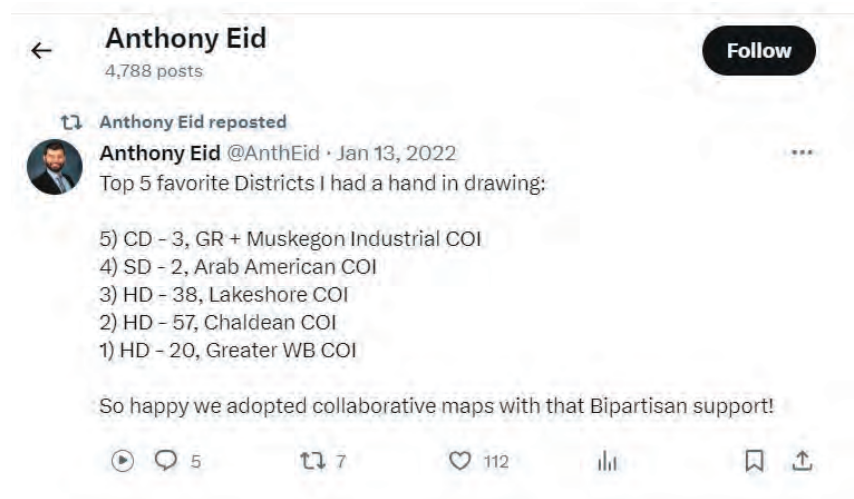 Anthony Eid
4,788 posts
Follow
Anthony Eid reposted
Anthony Eid @AnthEid · Jan 13, 2022
Top 5 favorite Districts I had a hand in drawing:
5) CD - 3, GR + Muskegon Industrial COI
4) SD - 2, Arab American COI
3) HD - 38, Lakeshore COI
2) HD - 57, Chaldean COI
1) HD - 20, Greater WB COI
So happy we adopted collaborative maps with that Bipartisan support!
5 7 112